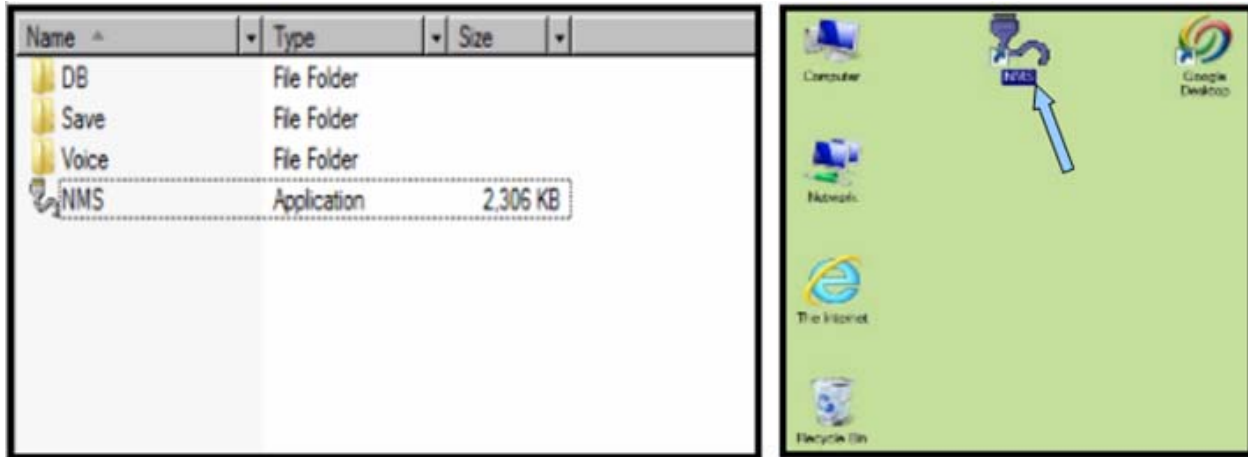 Name Type Size
DB File Folder
Save File Folder
Voice File Folder
NMS Application 2,306 KB
Computer
NMS
Google
Desktop
Network
The Internet
Recycle Bin